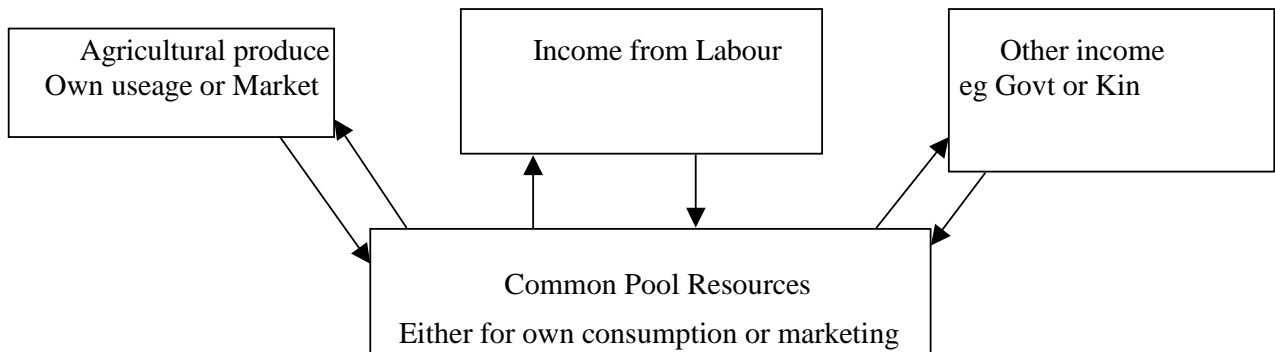 Agricultural produce
Own useage or Market
Income from Labour
Other income
eg Govt or Kin
Common Pool Resources
Either for own consumption or marketing